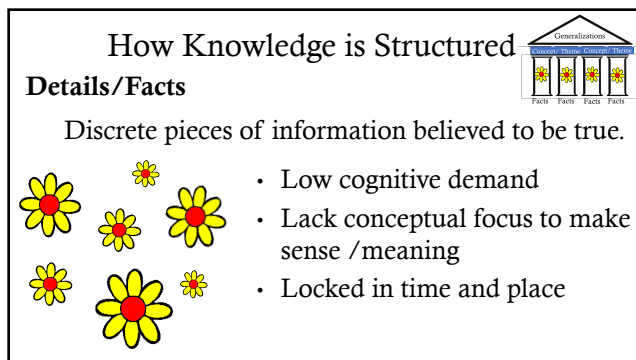 How Knowledge is Structured
Generalizations
Concept/ Theme Concept/ Theme
Facts Facts Facts Facts
Details/Facts
Discrete pieces of information believed to be true.
• Low cognitive demand
• Lack conceptual focus to make
sense /meaning
• Locked in time and place